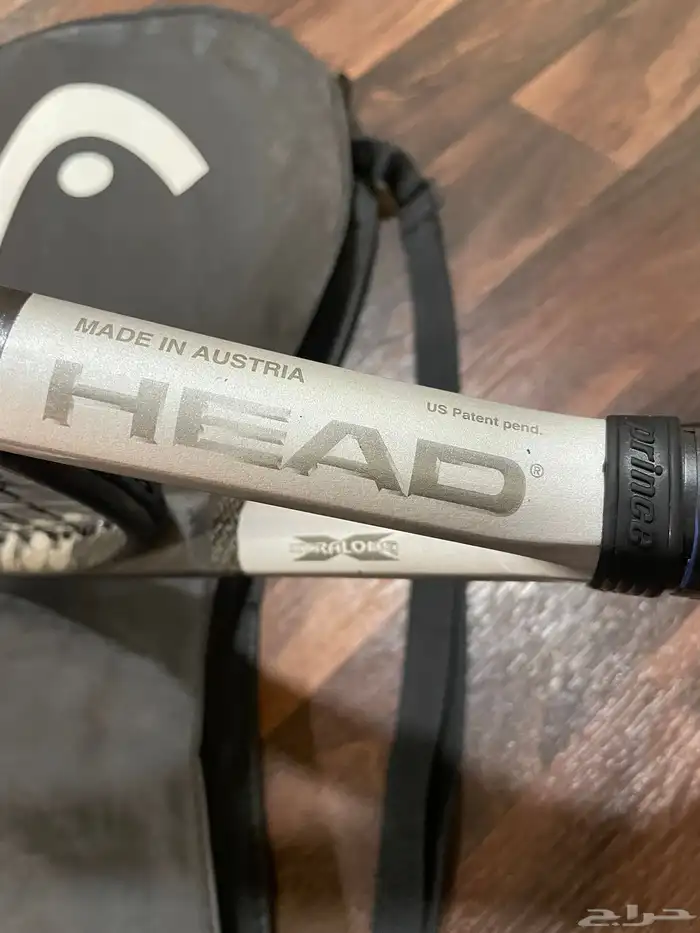 MADE IN AUSTRIA
HEAD®
US Patent pend.
prince
حراج